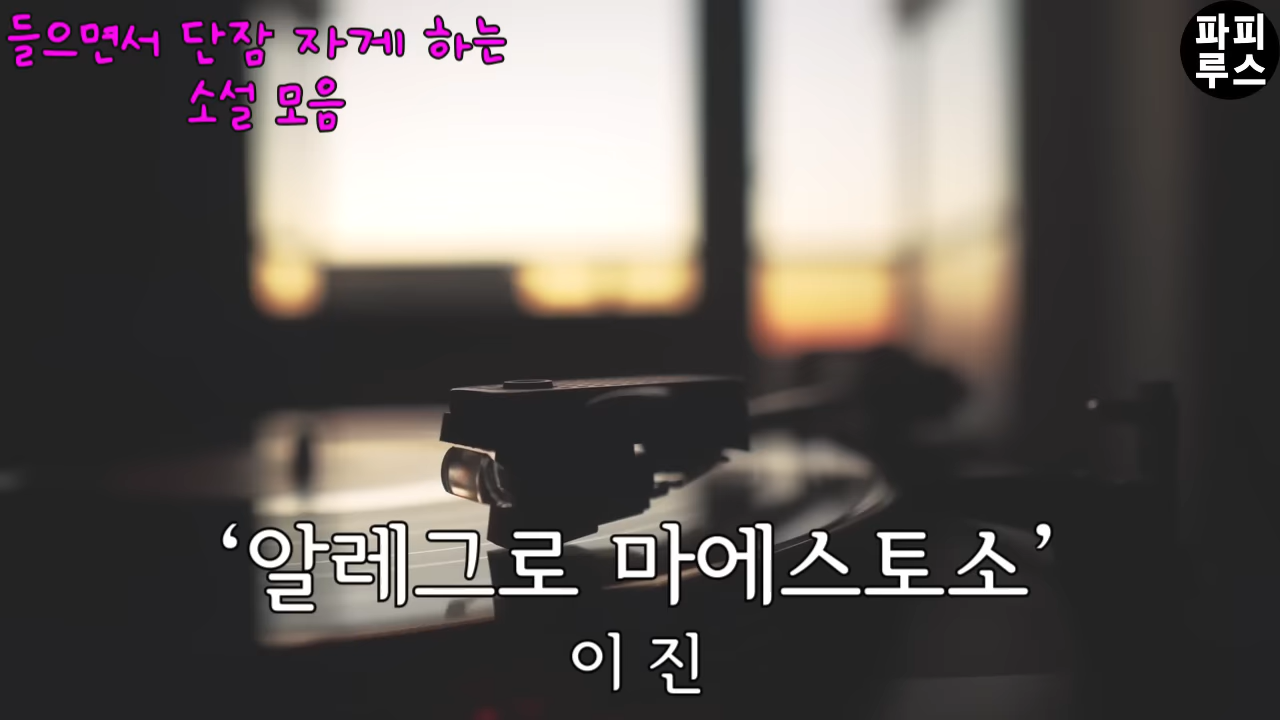 들으면서 단잠 자게 하는
소설 모음
파피
루스
‘알레그로 마에스토소’
이 진